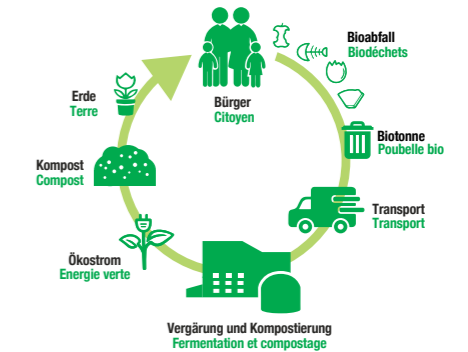 Bioabfall
Biodéchets
Bürger
Citoyen
Biotonne
Poubelle bio
Transport
Transport
Vergärung und Kompostierung
Fermentation et compostage
Ökostrom
Energie verte
Kompost
Compost
Erde
Terre